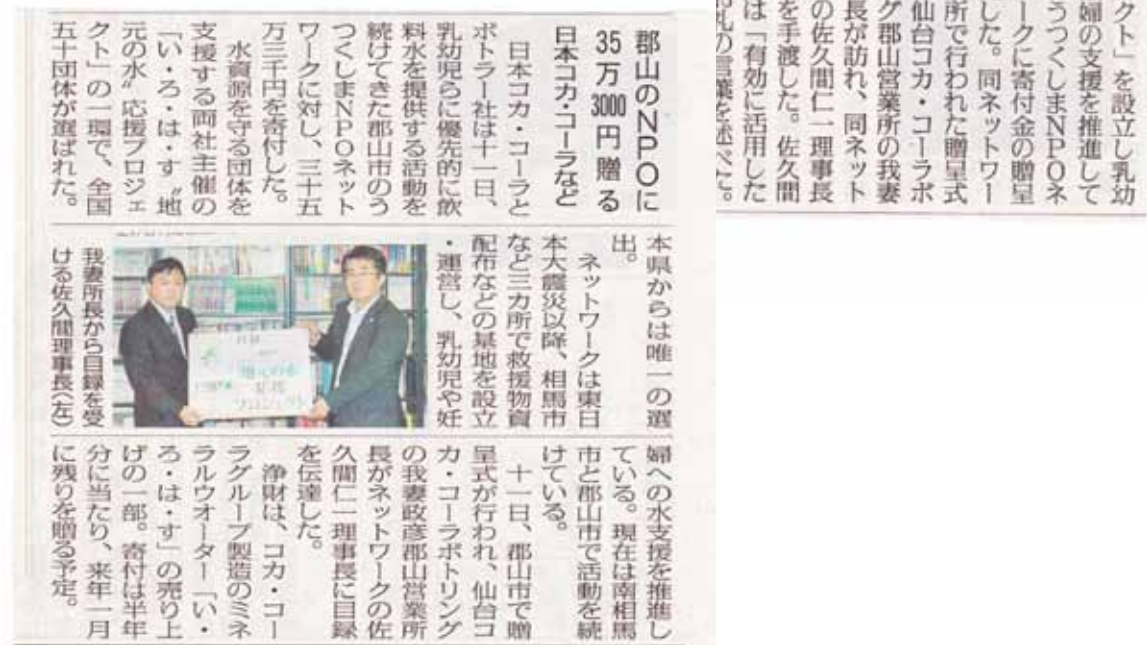 郡山のNPOに
35万3000円贈る
日本コカ・コーラなど
日本コカ・コーラと
ボトラー社は十一日、
乳幼児らに優先的に飲
料水を提供する活動を
続けてきた郡山市のう
つくしまNPOネット
ワークに対し、三十五
万三千円を寄付した。
水資源を守る団体を
支援する両社主催の
「い・ろ・は・す〝地
元の水〟応援プロジェ
クト」の一環で、全国
五十団体が選ばれた。
本県からは唯一の選
出。
ネットワークは東日
本大震災以降、相馬市
など三カ所で救援物資
配布などの基地を設立
・運営し、乳幼児や妊
我妻所長から目録を受
ける佐久間理事長(左)
婦への水支援を推進し
ている。現在は南相馬
市と郡山市で活動を続
けている。
十一日、郡山市で贈
呈式が行われ、仙台コ
カ・コーラボトリング
の我妻政彦郡山営業所
長がネットワークの佐
久間仁一理事長に目録
を伝達した。
浄財は、コカ・コー
ラグループ製造のミネ
ラルウオーター「い・
ろ・は・す」の売り上
げの一部。寄付は半年
分に当たり、来年一月
に残りを贈る予定。
クト」を設立し乳幼
婦の支援を推進して
うつくしまNPOネ
ークに寄付金の贈呈
した。同ネットワー
所で行われた贈呈式
仙台コカ・コーラボ
グ郡山営業所の我妻
長が訪れ、同ネット
の佐久間仁一理事長
を手渡した。佐久間
は「有効に活用した
礼の言葉を述べた。